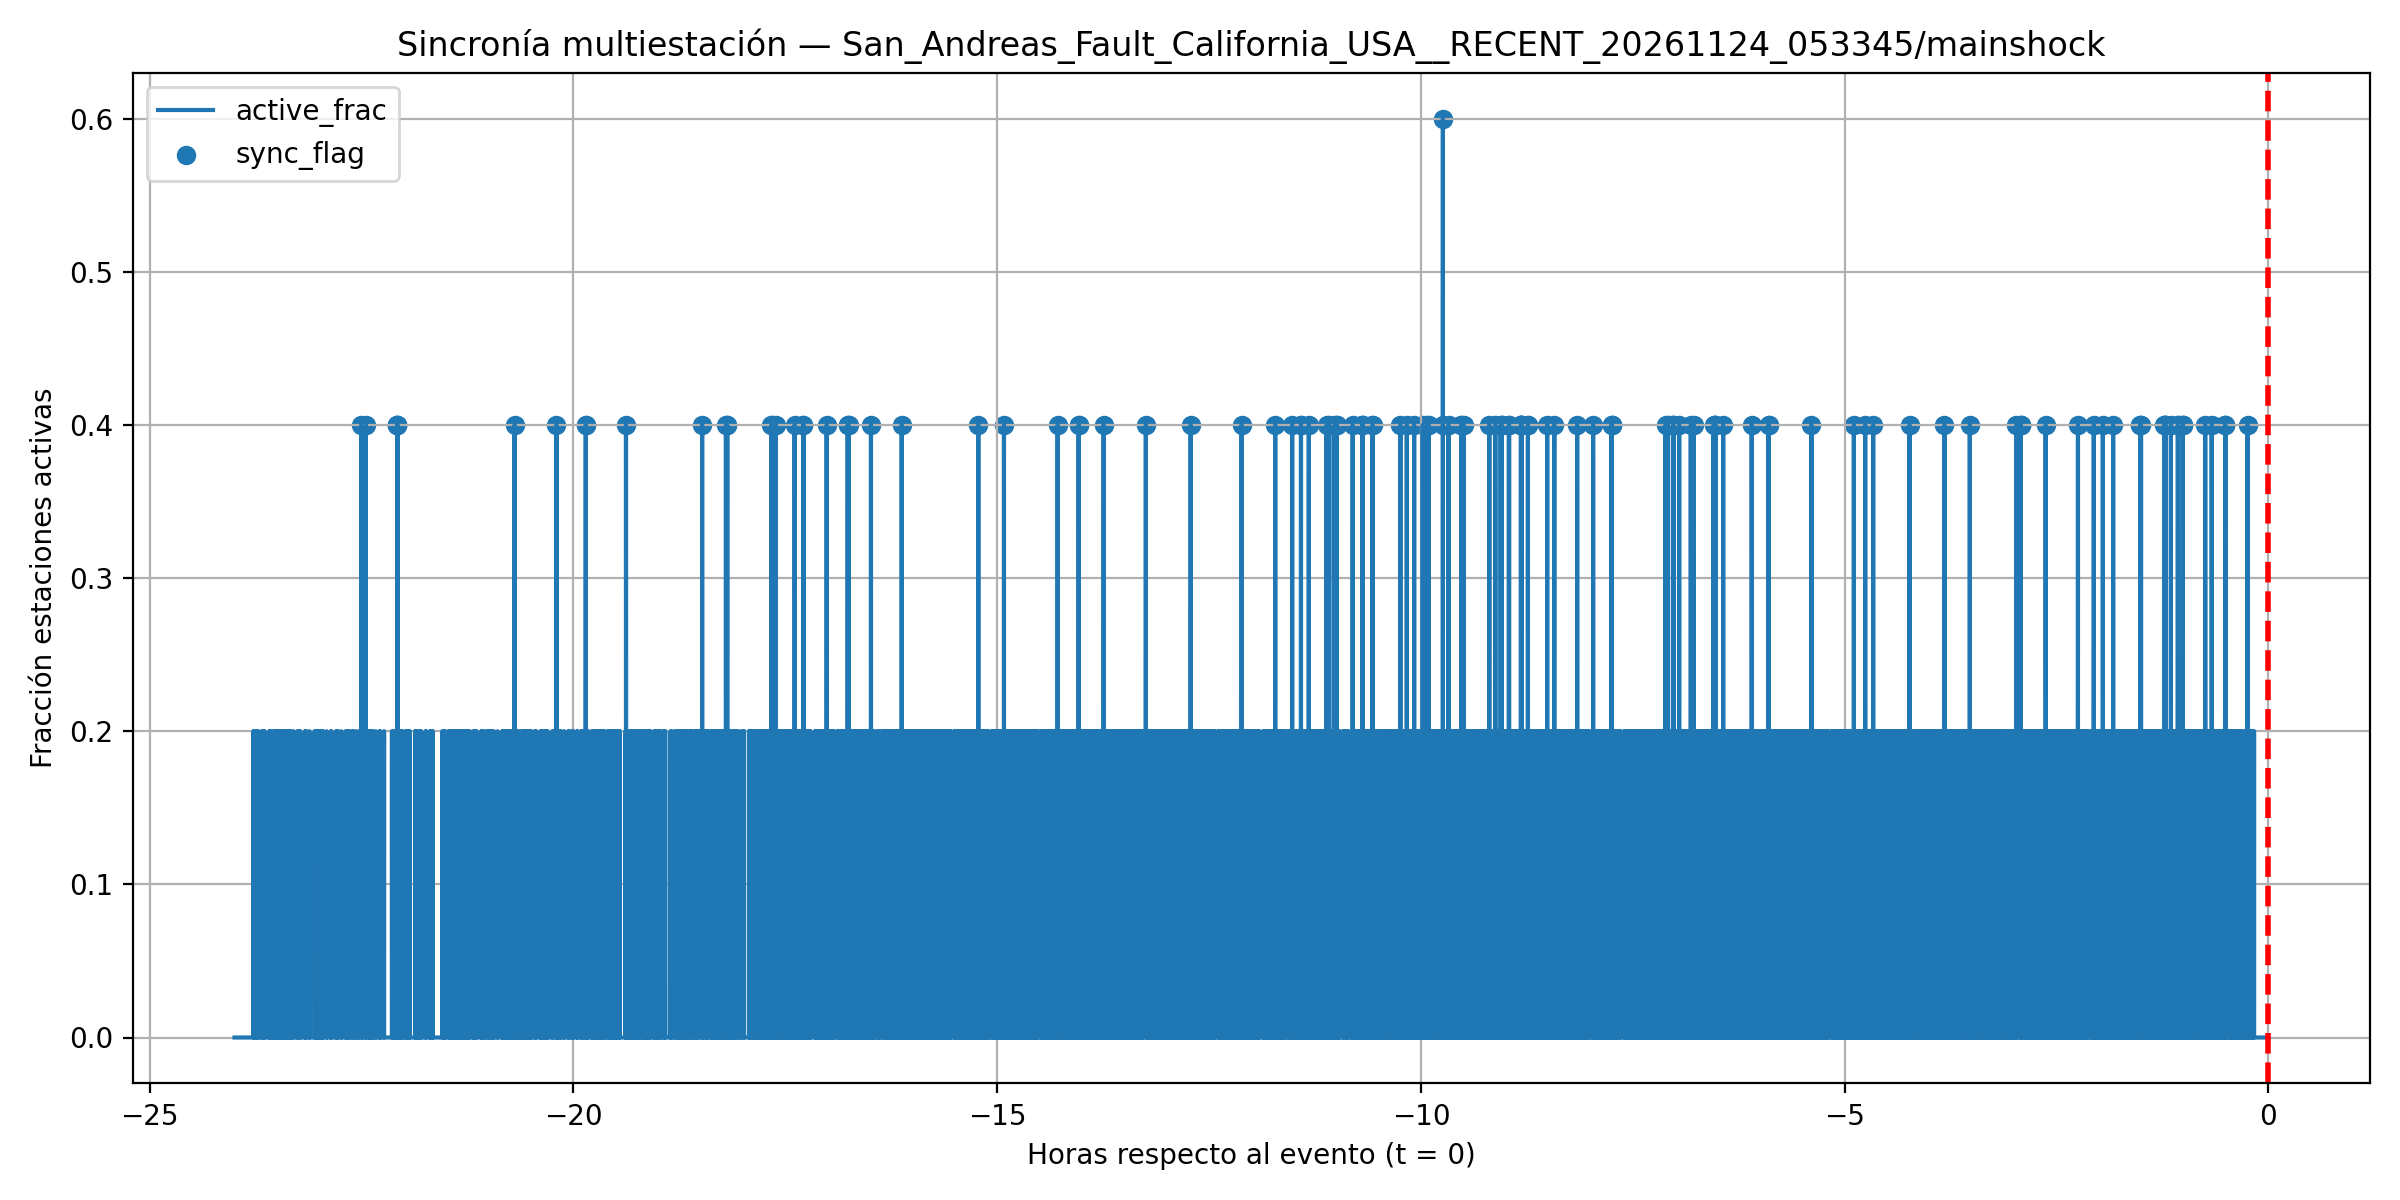 Sincronía multiestación — San_Andreas_Fault_California_USA__RECENT_20261124_053345/mainshock
active_frac
sync_flag
Fracción estaciones activas
0.6
0.5
0.4
0.3
0.2
0.1
0.0
−25 −20 −15 −10 −5 0
Horas respecto al evento (t = 0)